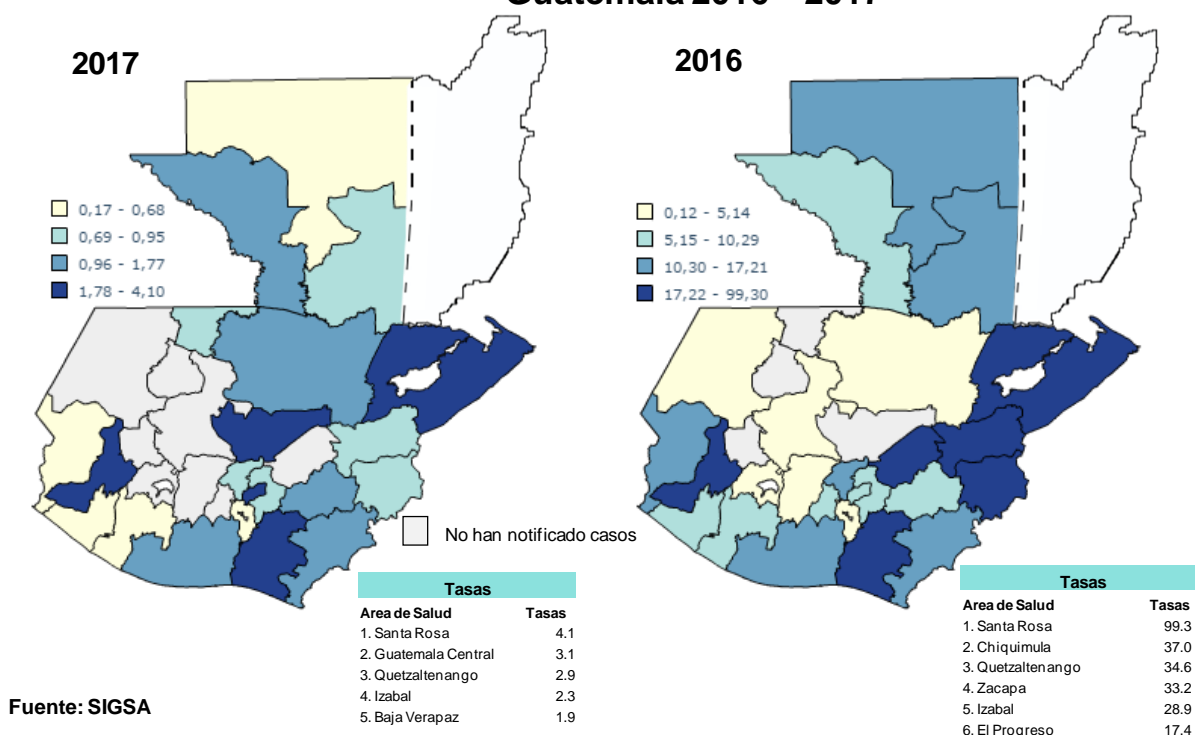 Guatemala 2016 – 2017
2017
2016
0,17 - 0,68
0,69 - 0,95
0,96 - 1,77
1,78 - 4,10
0,12 - 5,14
5,15 - 10,29
10,30 - 17,21
17,22 - 99,30
No han notificado casos
Tasas
Area de Salud Tasas
1. Santa Rosa 4.1
2. Guatemala Central 3.1
3. Quetzaltenango 2.9
4. Izabal 2.3
5. Baja Verapaz 1.9
Tasas
Area de Salud Tasas
1. Santa Rosa 99.3
2. Chiquimula 37.0
3. Quetzaltenango 34.6
4. Zacapa 33.2
5. Izabal 28.9
6. El Progreso 17.4
Fuente: SIGSA